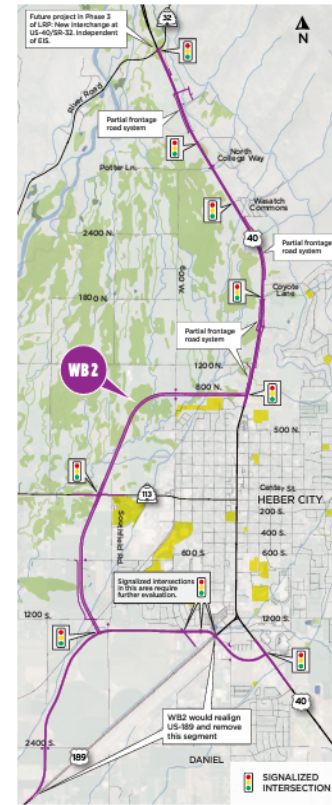 Future project in Phase 3
of LRP: New interchange at
US-40/SR-32. Independent
of EIS.
32
N
River Road
Partial frontage
road system
North
College Way
Potter Ln.
Wasatch
Commons
2400 N.
40
Partial frontage
road system
600 W.
Coyote
Lane
1800 N.
Partial frontage
road system
1200 N.
WB2
800 N.
500 N.
Center St.
113
HEBER CITY
200 S.
400 S.
Southfield Rd.
600 S.
600 S.
Signalized intersections
in this area require
further evaluation.
1200 S.
1200 S.
40
WB2 would realign
US-189 and remove
this segment
2400 S.
189
DANIEL
SIGNALIZED
INTERSECTION